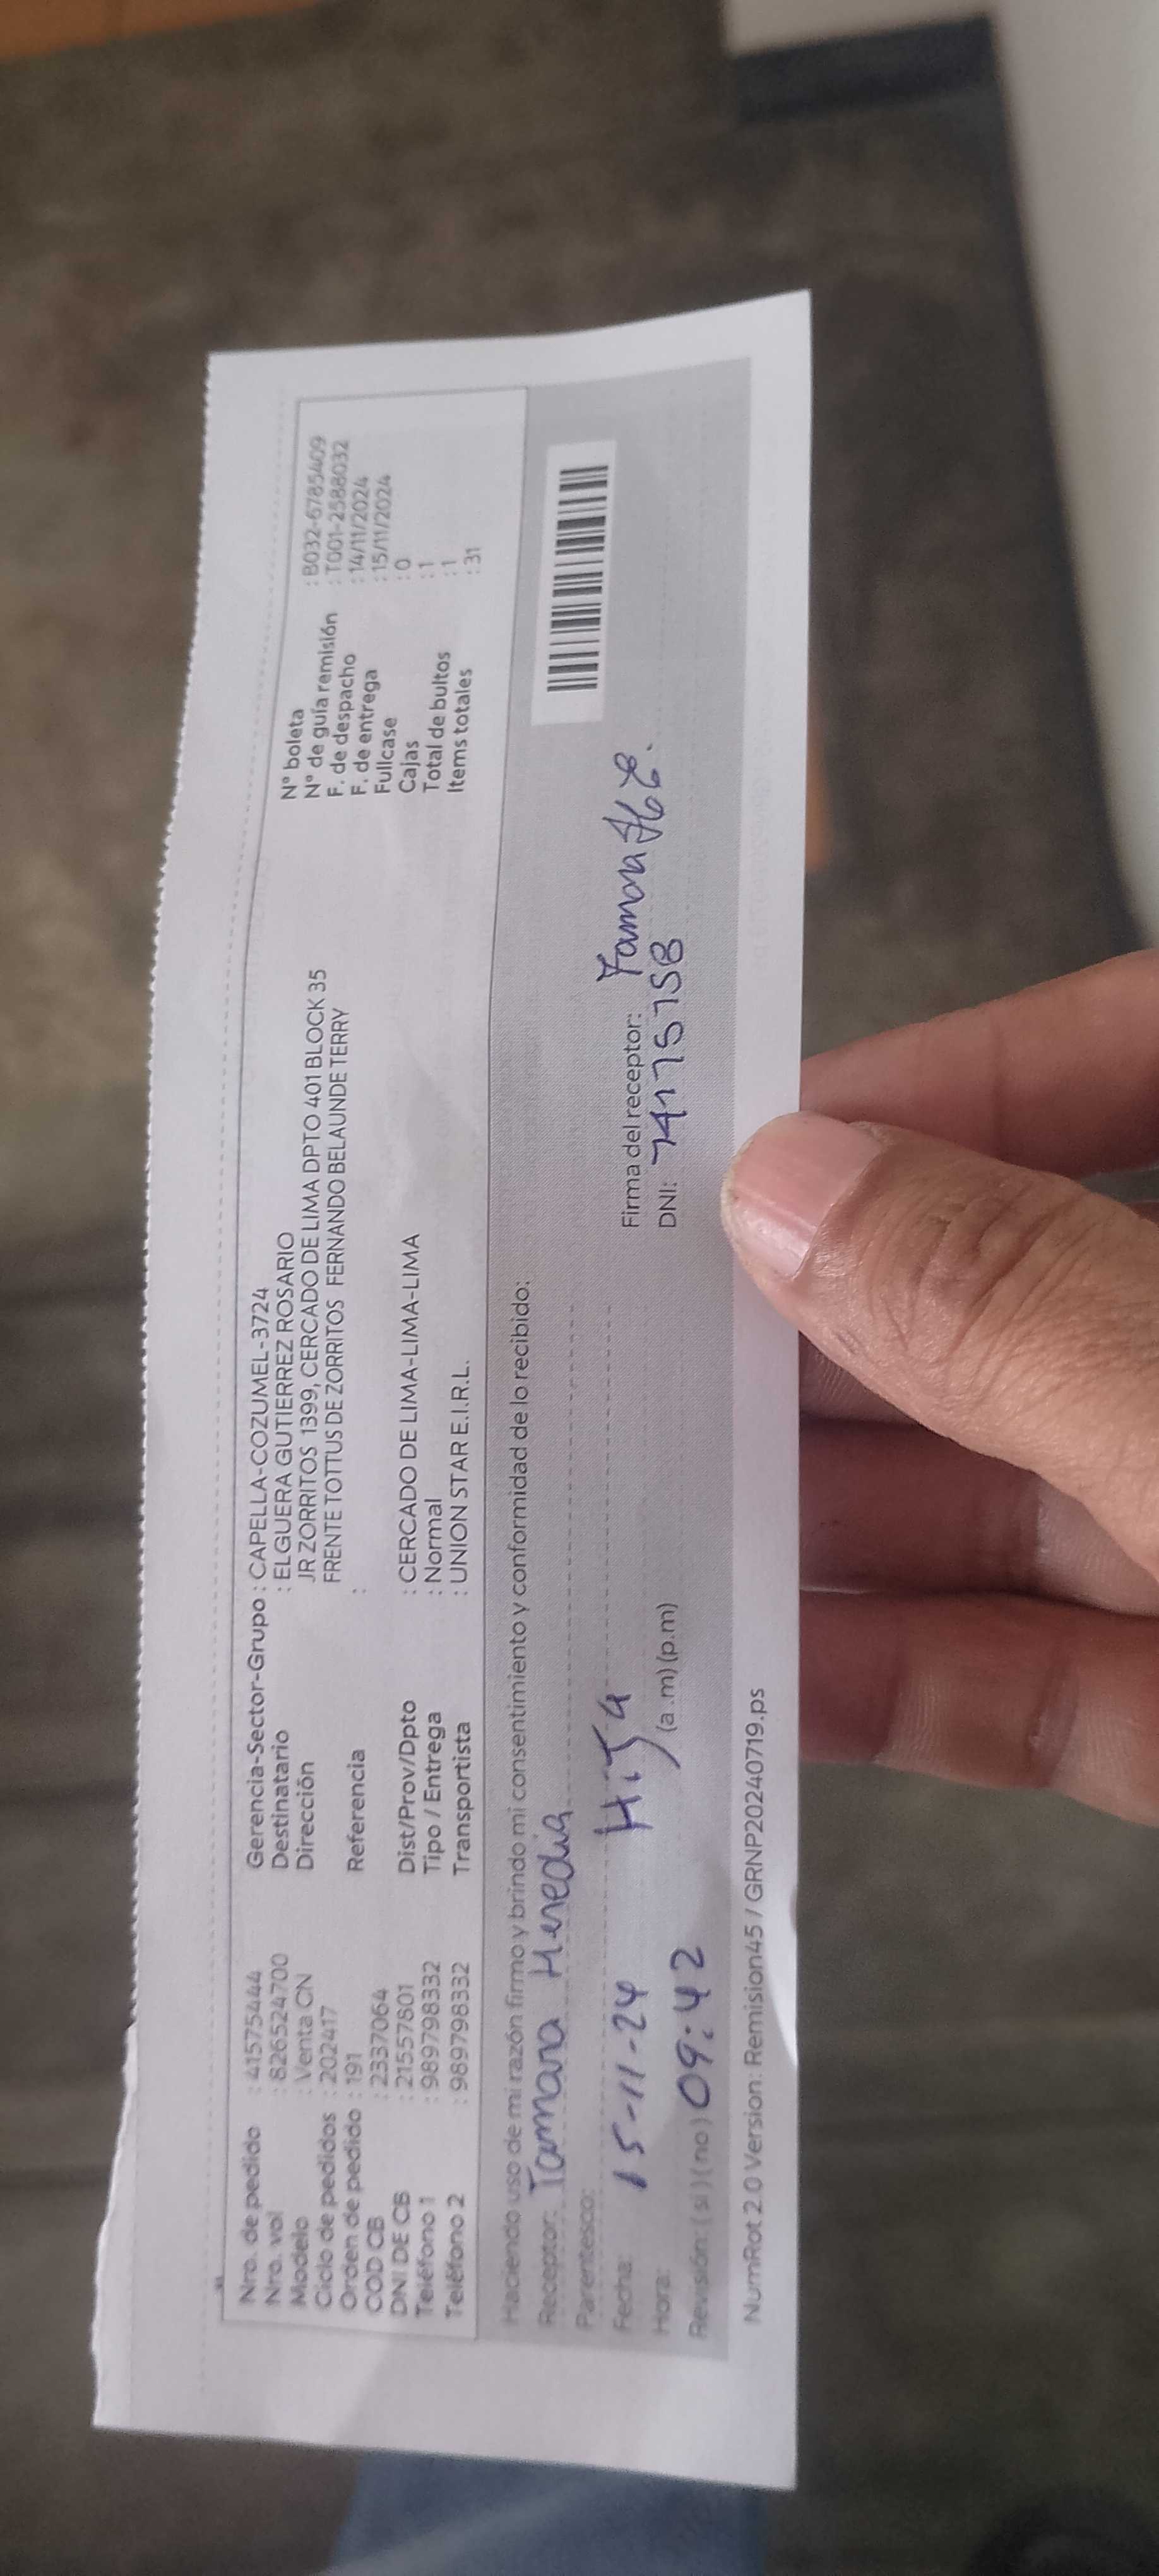 Nro. de pedido : 41575444
Nro. vol : 8265524700
Modelo : Venta CN
Ciclo de pedidos : 202417
Orden de pedido : 191
COD CB : 2337064
DNI DE CB : 21557801
Teléfono 1 : 989798332
Teléfono 2 : 989798332
Gerencia-Sector-Grupo : CAPELLA-COZUMEL-3724
Destinatario : ELGUERA GUTIERREZ ROSARIO
Dirección JR ZORRITOS 1399, CERCADO DE LIMA DPTO 401 BLOCK 35
FRENTE TOTTUS DE ZORRITOS FERNANDO BELAUNDE TERRY
Referencia :
Dist/Prov/Dpto : CERCADO DE LIMA-LIMA-LIMA
Tipo / Entrega : Normal
Transportista : UNION STAR E.I.R.L.
N° boleta : B032-6785409
N° de guía remisión : T001-2588032
F. de despacho : 14/11/2024
F. de entrega : 15/11/2024
Fullcase : 0
Cajas : 1
Total de bultos : 1
Items totales : 31
Haciendo uso de mi razón firmo y brindo mi consentimiento y conformidad de lo recibido:
Receptor: Tamara Heredia
Parentesco: Hija
Fecha: 15-11-24
Hora: 09:42 (a.m) (p.m)
Revisión: ( si ) ( no )
Firma del receptor: Tamara
DNI:
NumRot 2.0 Version: Remision45 / GRNP20240719.ps